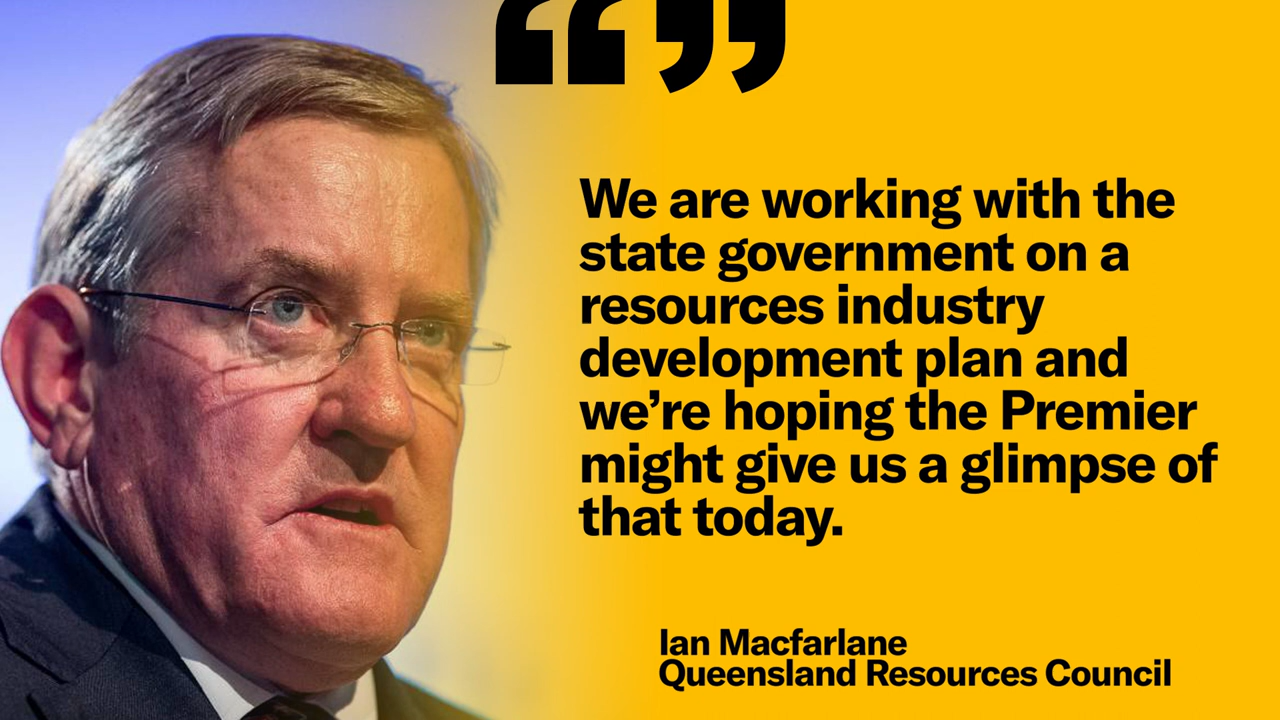 “ ”
We are working with the
state government on a
resources industry
development plan and
we’re hoping the Premier
might give us a glimpse of
that today.
Ian Macfarlane
Queensland Resources Council